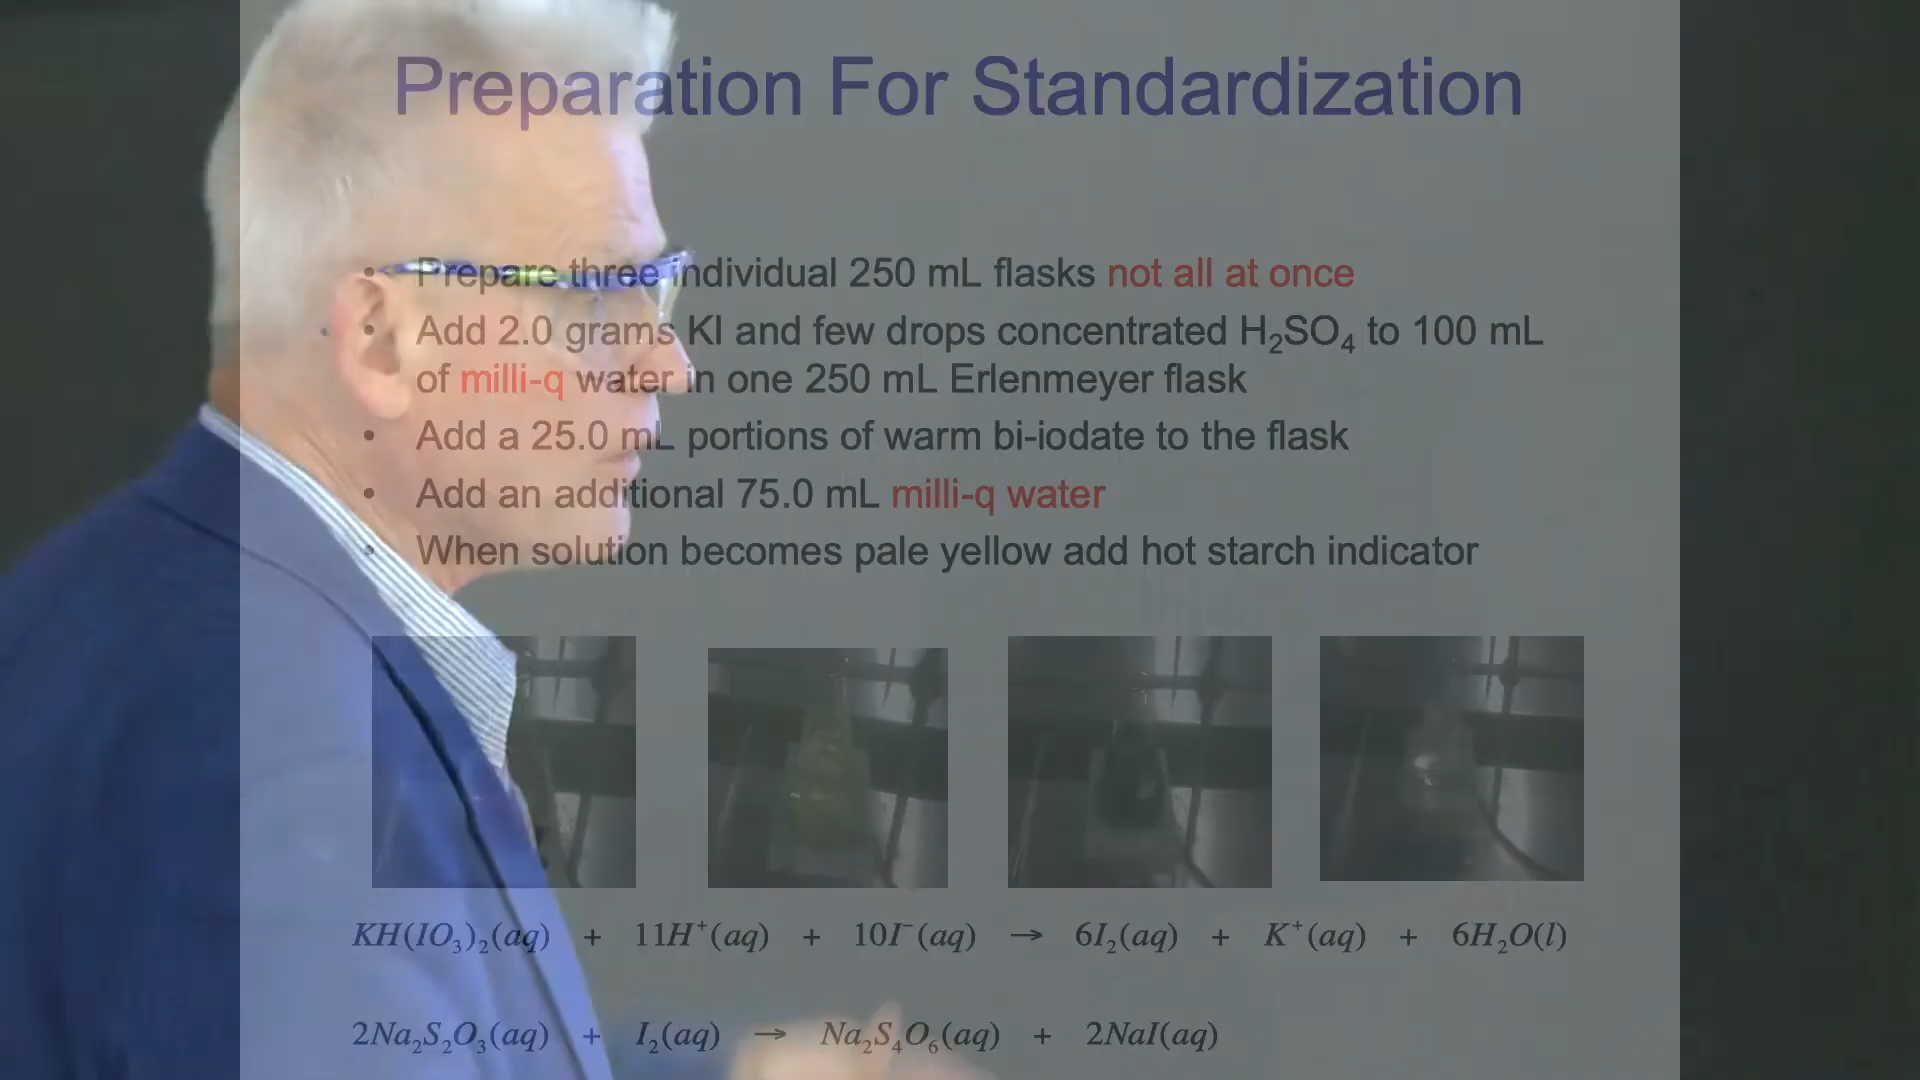 Preparation For Standardization
• Prepare three individual 250 mL flasks not all at once
• Add 2.0 grams KI and few drops concentrated H₂SO₄ to 100 mL
of milli-q water in one 250 mL Erlenmeyer flask
• Add a 25.0 mL portions of warm bi-iodate to the flask
• Add an additional 75.0 mL milli-q water
• When solution becomes pale yellow add hot starch indicator
KH(IO₃)₂(aq) + 11H⁺(aq) + 10I⁻(aq) → 6I₂(aq) + K⁺(aq) + 6H₂O(l)
2Na₂S₂O₃(aq) + I₂(aq) → Na₂S₄O₆(aq) + 2NaI(aq)